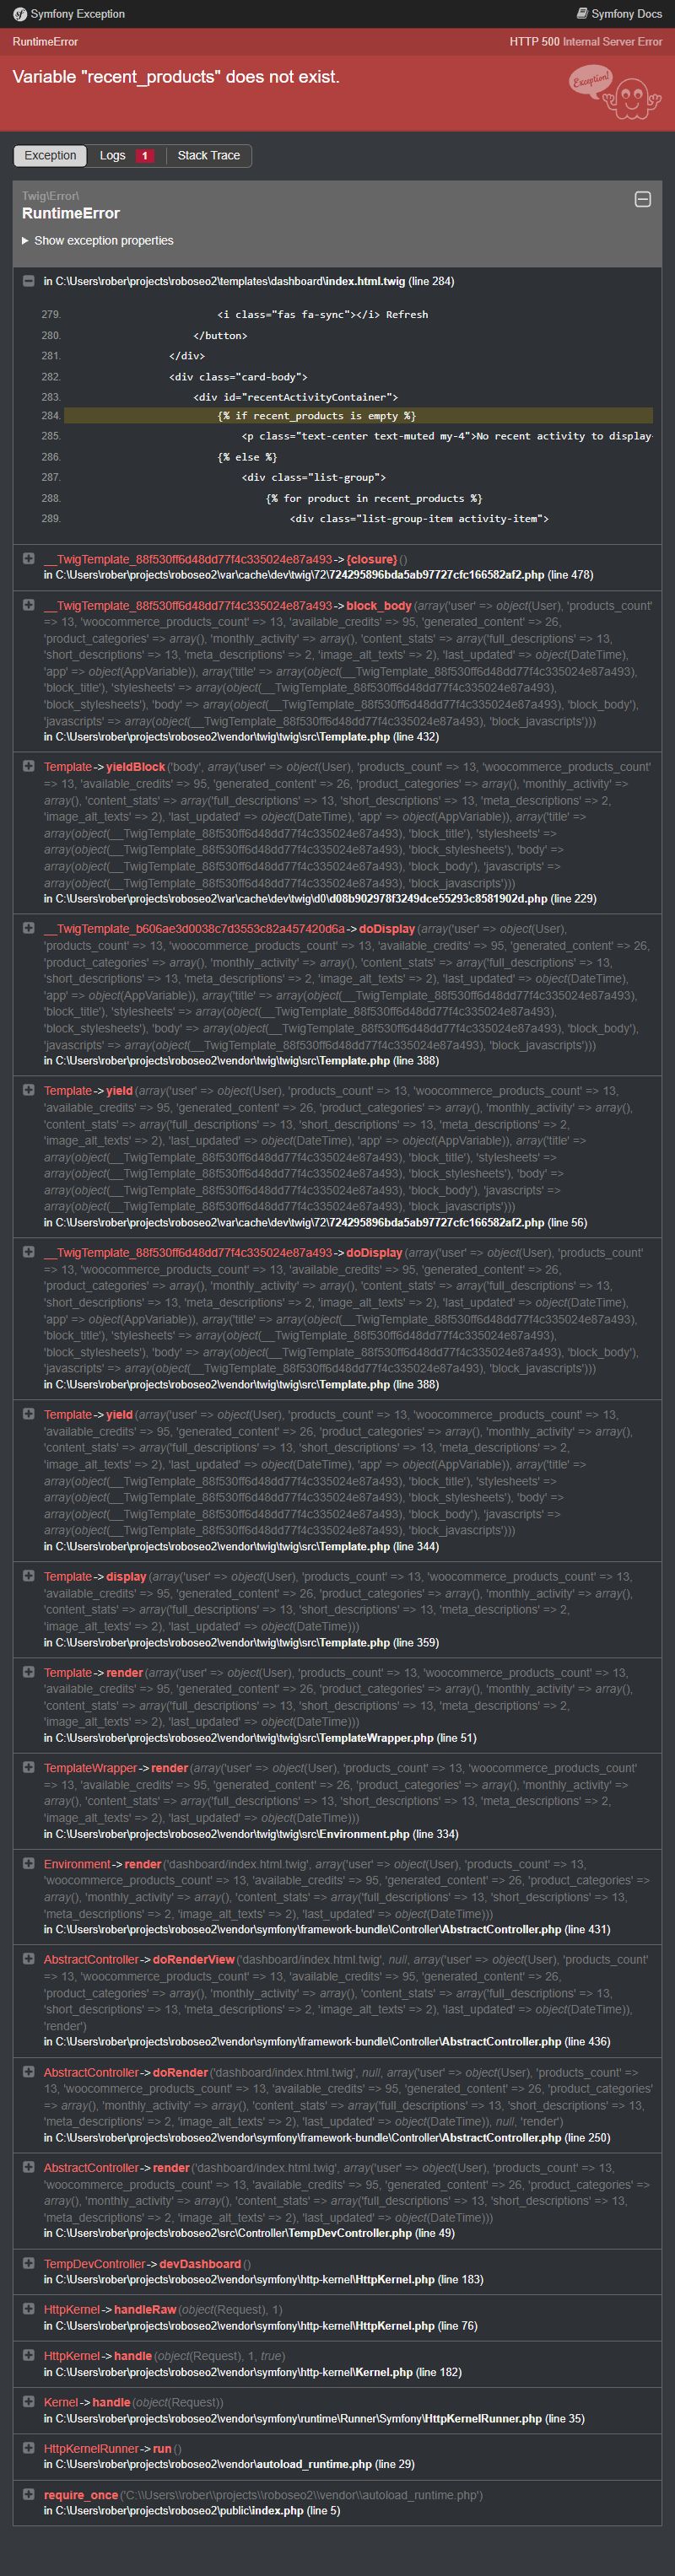 Symfony Exception
Symfony Docs
RuntimeError
HTTP 500 Internal Server Error
Variable "recent_products" does not exist.
Exception!
Exception
Logs 1
Stack Trace
Twig\Error\
RuntimeError
Show exception properties
in C:\Users\rober\projects\roboseo2\templates\dashboard\index.html.twig (line 284)
279. <i class="fas fa-sync"></i> Refresh
280. </button>
281. </div>
282. <div class="card-body">
283. <div id="recentActivityContainer">
284. {% if recent_products is empty %}
285. <p class="text-center text-muted my-4">No recent activity to display
286. {% else %}
287. <div class="list-group">
288. {% for product in recent_products %}
289. <div class="list-group-item activity-item">
__TwigTemplate_88f530ff6d48dd77f4c335024e87a493->{closure}()
in C:\Users\rober\projects\roboseo2\var\cache\dev\twig\72\724295896bda5ab97727cfc166582af2.php (line 478)
__TwigTemplate_88f530ff6d48dd77f4c335024e87a493->block_body(array('user' => object(User), 'products_count'
=> 13, 'woocommerce_products_count' => 13, 'available_credits' => 95, 'generated_content' => 26,
'product_categories' => array(), 'monthly_activity' => array(), 'content_stats' => array('full_descriptions' => 13,
'short_descriptions' => 13, 'meta_descriptions' => 2, 'image_alt_texts' => 2), 'last_updated' => object(DateTime),
'app' => object(AppVariable)), array('title' => array(object(__TwigTemplate_88f530ff6d48dd77f4c335024e87a493),
'block_title'), 'stylesheets' => array(object(__TwigTemplate_88f530ff6d48dd77f4c335024e87a493),
'block_stylesheets'), 'body' => array(object(__TwigTemplate_88f530ff6d48dd77f4c335024e87a493), 'block_body'),
'javascripts' => array(object(__TwigTemplate_88f530ff6d48dd77f4c335024e87a493), 'block_javascripts')))
in C:\Users\rober\projects\roboseo2\vendor\twig\twig\src\Template.php (line 432)
Template->yieldBlock('body', array('user' => object(User), 'products_count' => 13, 'woocommerce_products_count'
=> 13, 'available_credits' => 95, 'generated_content' => 26, 'product_categories' => array(), 'monthly_activity' =>
array(), 'content_stats' => array('full_descriptions' => 13, 'short_descriptions' => 13, 'meta_descriptions' => 2,
'image_alt_texts' => 2), 'last_updated' => object(DateTime), 'app' => object(AppVariable)), array('title' =>
array(object(__TwigTemplate_88f530ff6d48dd77f4c335024e87a493), 'block_title'), 'stylesheets' =>
array(object(__TwigTemplate_88f530ff6d48dd77f4c335024e87a493), 'block_stylesheets'), 'body' =>
array(object(__TwigTemplate_88f530ff6d48dd77f4c335024e87a493), 'block_body'), 'javascripts' =>
array(object(__TwigTemplate_88f530ff6d48dd77f4c335024e87a493), 'block_javascripts')))
in C:\Users\rober\projects\roboseo2\var\cache\dev\twig\d0\d08b902978f3249dce55293c8581902d.php (line 229)
__TwigTemplate_b606ae3d0038c7d3553c82a457420d6a->doDisplay(array('user' => object(User),
'products_count' => 13, 'woocommerce_products_count' => 13, 'available_credits' => 95, 'generated_content' => 26,
'product_categories' => array(), 'monthly_activity' => array(), 'content_stats' => array('full_descriptions' => 13,
'short_descriptions' => 13, 'meta_descriptions' => 2, 'image_alt_texts' => 2), 'last_updated' => object(DateTime),
'app' => object(AppVariable)), array('title' => array(object(__TwigTemplate_88f530ff6d48dd77f4c335024e87a493),
'block_title'), 'stylesheets' => array(object(__TwigTemplate_88f530ff6d48dd77f4c335024e87a493),
'block_stylesheets'), 'body' => array(object(__TwigTemplate_88f530ff6d48dd77f4c335024e87a493), 'block_body'),
'javascripts' => array(object(__TwigTemplate_88f530ff6d48dd77f4c335024e87a493), 'block_javascripts')))
in C:\Users\rober\projects\roboseo2\vendor\twig\twig\src\Template.php (line 388)
Template->yield(array('user' => object(User), 'products_count' => 13, 'woocommerce_products_count' => 13,
'available_credits' => 95, 'generated_content' => 26, 'product_categories' => array(), 'monthly_activity' => array(),
'content_stats' => array('full_descriptions' => 13, 'short_descriptions' => 13, 'meta_descriptions' => 2,
'image_alt_texts' => 2), 'last_updated' => object(DateTime), 'app' => object(AppVariable)), array('title' =>
array(object(__TwigTemplate_88f530ff6d48dd77f4c335024e87a493), 'block_title'), 'stylesheets' =>
array(object(__TwigTemplate_88f530ff6d48dd77f4c335024e87a493), 'block_stylesheets'), 'body' =>
array(object(__TwigTemplate_88f530ff6d48dd77f4c335024e87a493), 'block_body'), 'javascripts' =>
array(object(__TwigTemplate_88f530ff6d48dd77f4c335024e87a493), 'block_javascripts')))
in C:\Users\rober\projects\roboseo2\var\cache\dev\twig\72\724295896bda5ab97727cfc166582af2.php (line 56)
__TwigTemplate_88f530ff6d48dd77f4c335024e87a493->doDisplay(array('user' => object(User), 'products_count'
=> 13, 'woocommerce_products_count' => 13, 'available_credits' => 95, 'generated_content' => 26,
'product_categories' => array(), 'monthly_activity' => array(), 'content_stats' => array('full_descriptions' => 13,
'short_descriptions' => 13, 'meta_descriptions' => 2, 'image_alt_texts' => 2), 'last_updated' => object(DateTime),
'app' => object(AppVariable)), array('title' => array(object(__TwigTemplate_88f530ff6d48dd77f4c335024e87a493),
'block_title'), 'stylesheets' => array(object(__TwigTemplate_88f530ff6d48dd77f4c335024e87a493),
'block_stylesheets'), 'body' => array(object(__TwigTemplate_88f530ff6d48dd77f4c335024e87a493), 'block_body'),
'javascripts' => array(object(__TwigTemplate_88f530ff6d48dd77f4c335024e87a493), 'block_javascripts')))
in C:\Users\rober\projects\roboseo2\vendor\twig\twig\src\Template.php (line 388)
Template->yield(array('user' => object(User), 'products_count' => 13, 'woocommerce_products_count' => 13,
'available_credits' => 95, 'generated_content' => 26, 'product_categories' => array(), 'monthly_activity' => array(),
'content_stats' => array('full_descriptions' => 13, 'short_descriptions' => 13, 'meta_descriptions' => 2,
'image_alt_texts' => 2), 'last_updated' => object(DateTime), 'app' => object(AppVariable)), array('title' =>
array(object(__TwigTemplate_88f530ff6d48dd77f4c335024e87a493), 'block_title'), 'stylesheets' =>
array(object(__TwigTemplate_88f530ff6d48dd77f4c335024e87a493), 'block_stylesheets'), 'body' =>
array(object(__TwigTemplate_88f530ff6d48dd77f4c335024e87a493), 'block_body'), 'javascripts' =>
array(object(__TwigTemplate_88f530ff6d48dd77f4c335024e87a493), 'block_javascripts')))
in C:\Users\rober\projects\roboseo2\vendor\twig\twig\src\Template.php (line 344)
Template->display(array('user' => object(User), 'products_count' => 13, 'woocommerce_products_count' => 13,
'available_credits' => 95, 'generated_content' => 26, 'product_categories' => array(), 'monthly_activity' => array(),
'content_stats' => array('full_descriptions' => 13, 'short_descriptions' => 13, 'meta_descriptions' => 2,
'image_alt_texts' => 2), 'last_updated' => object(DateTime)))
in C:\Users\rober\projects\roboseo2\vendor\twig\twig\src\Template.php (line 359)
Template->render(array('user' => object(User), 'products_count' => 13, 'woocommerce_products_count' => 13,
'available_credits' => 95, 'generated_content' => 26, 'product_categories' => array(), 'monthly_activity' => array(),
'content_stats' => array('full_descriptions' => 13, 'short_descriptions' => 13, 'meta_descriptions' => 2,
'image_alt_texts' => 2), 'last_updated' => object(DateTime)))
in C:\Users\rober\projects\roboseo2\vendor\twig\twig\src\TemplateWrapper.php (line 51)
TemplateWrapper->render(array('user' => object(User), 'products_count' => 13, 'woocommerce_products_count'
=> 13, 'available_credits' => 95, 'generated_content' => 26, 'product_categories' => array(), 'monthly_activity' =>
array(), 'content_stats' => array('full_descriptions' => 13, 'short_descriptions' => 13, 'meta_descriptions' => 2,
'image_alt_texts' => 2), 'last_updated' => object(DateTime)))
in C:\Users\rober\projects\roboseo2\vendor\twig\twig\src\Environment.php (line 334)
Environment->render('dashboard/index.html.twig', array('user' => object(User), 'products_count' => 13,
'woocommerce_products_count' => 13, 'available_credits' => 95, 'generated_content' => 26, 'product_categories' =>
array(), 'monthly_activity' => array(), 'content_stats' => array('full_descriptions' => 13, 'short_descriptions' => 13,
'meta_descriptions' => 2, 'image_alt_texts' => 2), 'last_updated' => object(DateTime)))
in C:\Users\rober\projects\roboseo2\vendor\symfony\framework-bundle\Controller\AbstractController.php (line 431)
AbstractController->doRenderView('dashboard/index.html.twig', null, array('user' => object(User), 'products_count'
=> 13, 'woocommerce_products_count' => 13, 'available_credits' => 95, 'generated_content' => 26,
'product_categories' => array(), 'monthly_activity' => array(), 'content_stats' => array('full_descriptions' => 13,
'short_descriptions' => 13, 'meta_descriptions' => 2, 'image_alt_texts' => 2), 'last_updated' => object(DateTime)),
'render')
in C:\Users\rober\projects\roboseo2\vendor\symfony\framework-bundle\Controller\AbstractController.php (line 436)
AbstractController->doRender('dashboard/index.html.twig', null, array('user' => object(User), 'products_count' =>
13, 'woocommerce_products_count' => 13, 'available_credits' => 95, 'generated_content' => 26, 'product_categories'
=> array(), 'monthly_activity' => array(), 'content_stats' => array('full_descriptions' => 13, 'short_descriptions' => 13,
'meta_descriptions' => 2, 'image_alt_texts' => 2), 'last_updated' => object(DateTime)), null, 'render')
in C:\Users\rober\projects\roboseo2\vendor\symfony\framework-bundle\Controller\AbstractController.php (line 250)
AbstractController->render('dashboard/index.html.twig', array('user' => object(User), 'products_count' => 13,
'woocommerce_products_count' => 13, 'available_credits' => 95, 'generated_content' => 26, 'product_categories' =>
array(), 'monthly_activity' => array(), 'content_stats' => array('full_descriptions' => 13, 'short_descriptions' => 13,
'meta_descriptions' => 2, 'image_alt_texts' => 2), 'last_updated' => object(DateTime)))
in C:\Users\rober\projects\roboseo2\src\Controller\TempDevController.php (line 49)
TempDevController->devDashboard()
in C:\Users\rober\projects\roboseo2\vendor\symfony\http-kernel\HttpKernel.php (line 183)
HttpKernel->handleRaw(object(Request), 1)
in C:\Users\rober\projects\roboseo2\vendor\symfony\http-kernel\HttpKernel.php (line 76)
HttpKernel->handle(object(Request), 1, true)
in C:\Users\rober\projects\roboseo2\vendor\symfony\http-kernel\Kernel.php (line 182)
Kernel->handle(object(Request))
in C:\Users\rober\projects\roboseo2\vendor\symfony\runtime\Runner\Symfony\HttpKernelRunner.php (line 35)
HttpKernelRunner->run()
in C:\Users\rober\projects\roboseo2\vendor\autoload_runtime.php (line 29)
require_once('C:\\Users\\rober\\projects\\roboseo2\\vendor\\autoload_runtime.php')
in C:\Users\rober\projects\roboseo2\public\index.php (line 5)